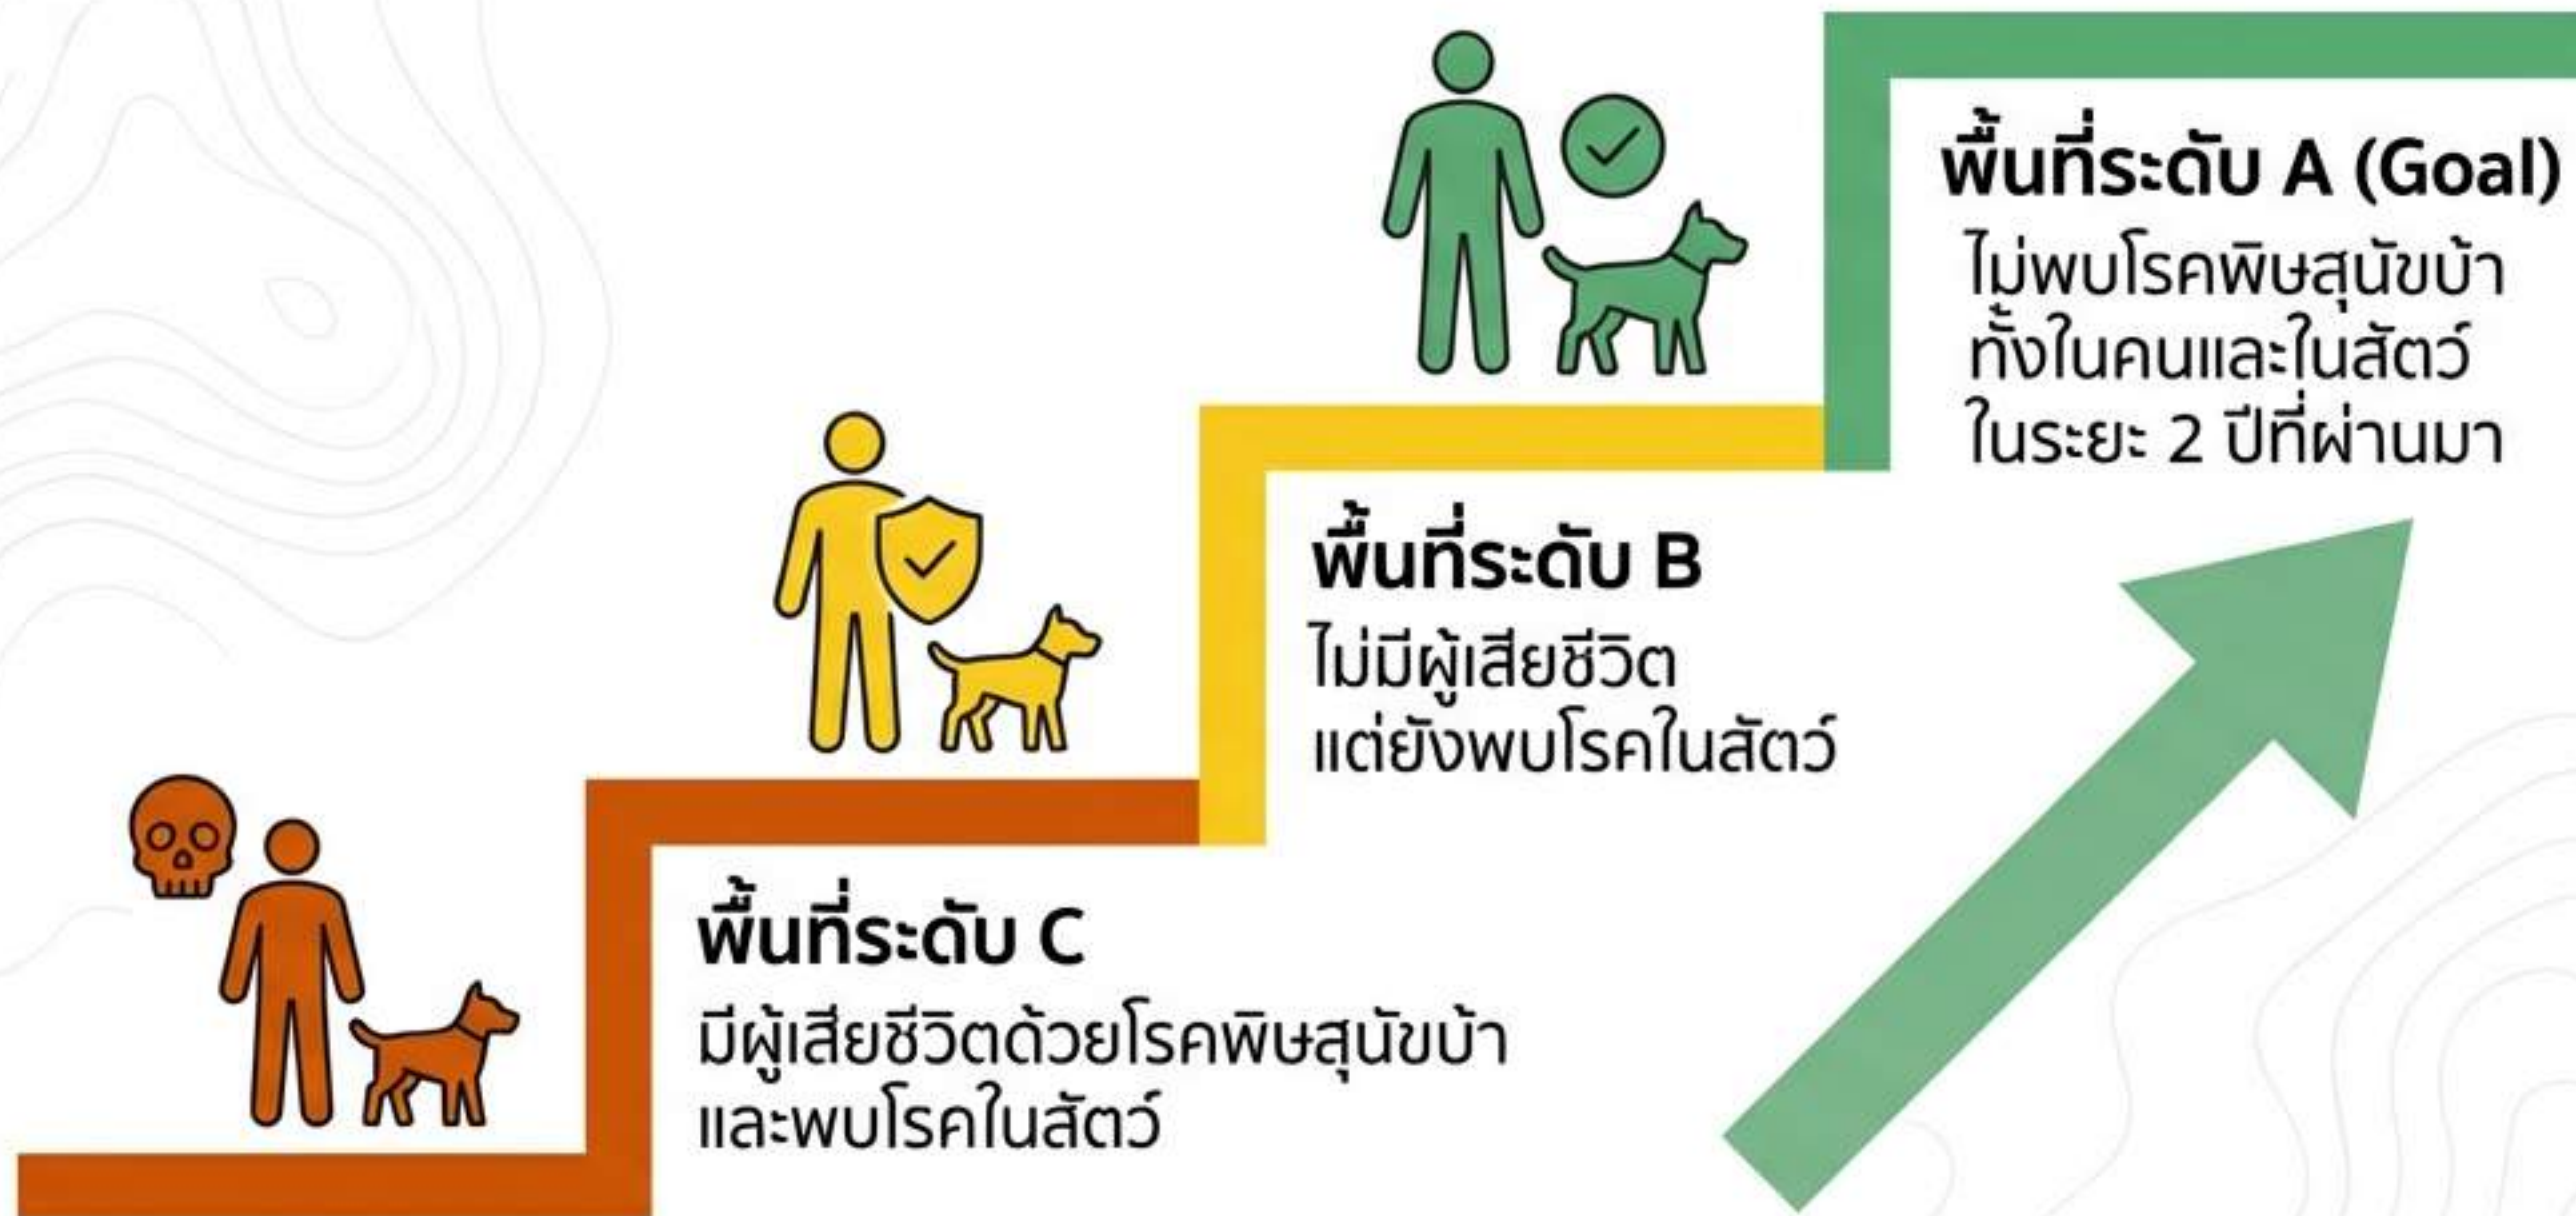 พื้นที่ระดับ A (Goal)
ไม่พบโรคพิษสุนัขบ้า
ทั้งในคนและในสัตว์
ในระยะ 2 ปีที่ผ่านมา
พื้นที่ระดับ B
ไม่มีผู้เสียชีวิต
แต่ยังพบโรคในสัตว์
พื้นที่ระดับ C
มีผู้เสียชีวิตด้วยโรคพิษสุนัขบ้า
และพบโรคในสัตว์